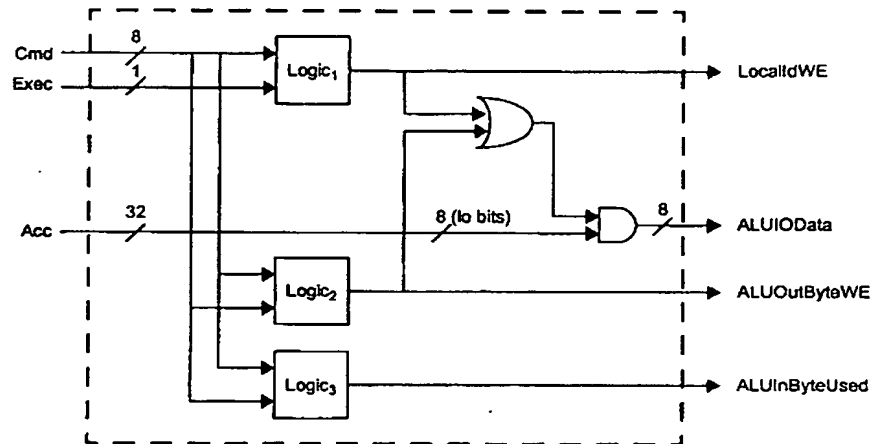 Cmd
8
Exec
1
Logic₁
LocalIdWE
Acc
32
8 (lo bits)
8
ALUIOData
Logic₂
ALUOutByteWE
Logic₃
ALUInByteUsed